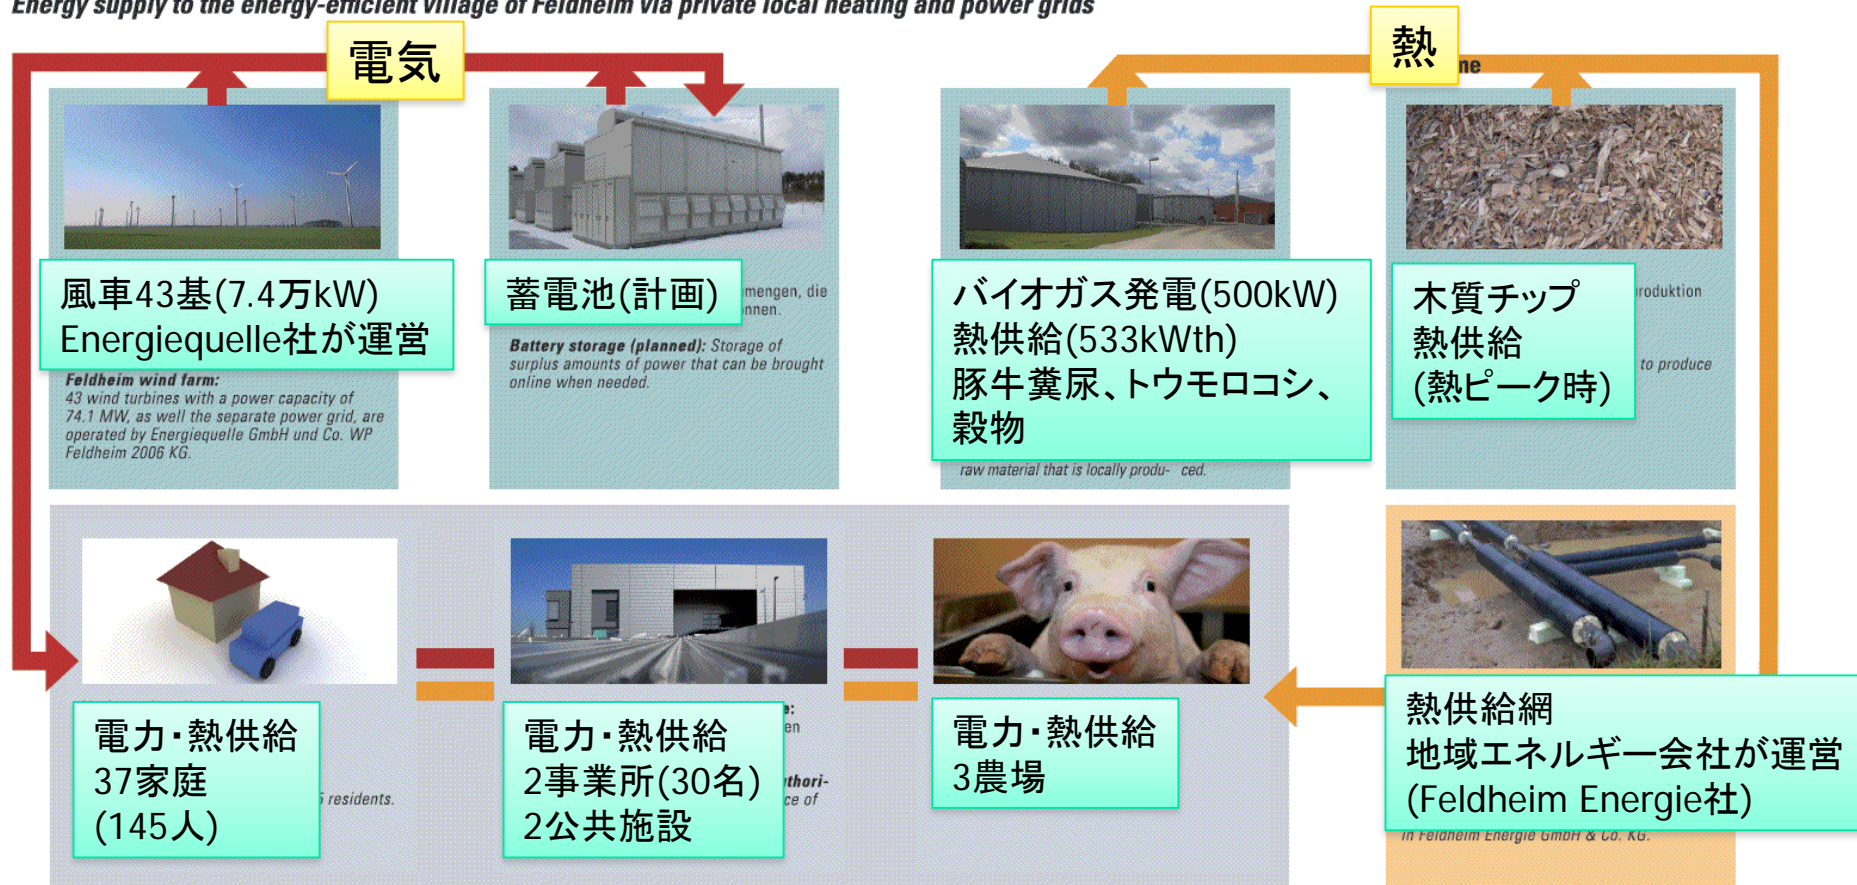 Energy supply to the energy-efficient village of Feldheim via private local heating and power grids
電気
熱
me
風車43基(7.4万kW)
Energiequelle社が運営
Feldheim wind farm:
43 wind turbines with a power capacity of
74.1 MW, as well the separate power grid, are
operated by Energiequelle GmbH und Co. WP
Feldheim 2006 KG.
蓄電池(計画)
mengen, die
onnen.
Battery storage (planned): Storage of
surplus amounts of power that can be brought
online when needed.
バイオガス発電(500kW)
熱供給(533kWth)
豚牛糞尿、トウモロコシ、
穀物
raw material that is locally produ- ced.
木質チップ
熱供給
(熱ピーク時)
roduktion
to produce
電力・熱供給
37家庭
(145人)
residents.
電力・熱供給
2事業所(30名)
2公共施設
e:
en
uthori-
ce of
電力・熱供給
3農場
熱供給網
地域エネルギー会社が運営
(Feldheim Energie社)
in Feldheim Energie GmbH & Co. KG.